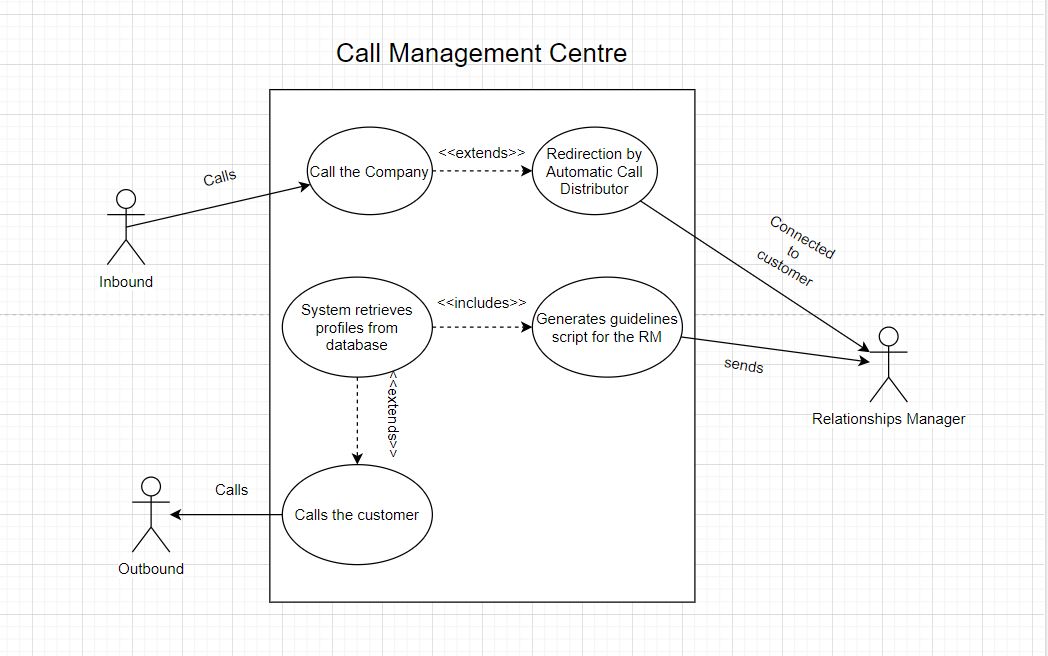 Call Management Centre
Call the Company
<<extends>>
Redirection by
Automatic Call
Distributor
Calls
Inbound
Connected
to
customer
System retrieves
profiles from
database
<<includes>>
Generates guidelines
script for the RM
sends
Relationships Manager
<<extends>>
Calls
Calls the customer
Outbound